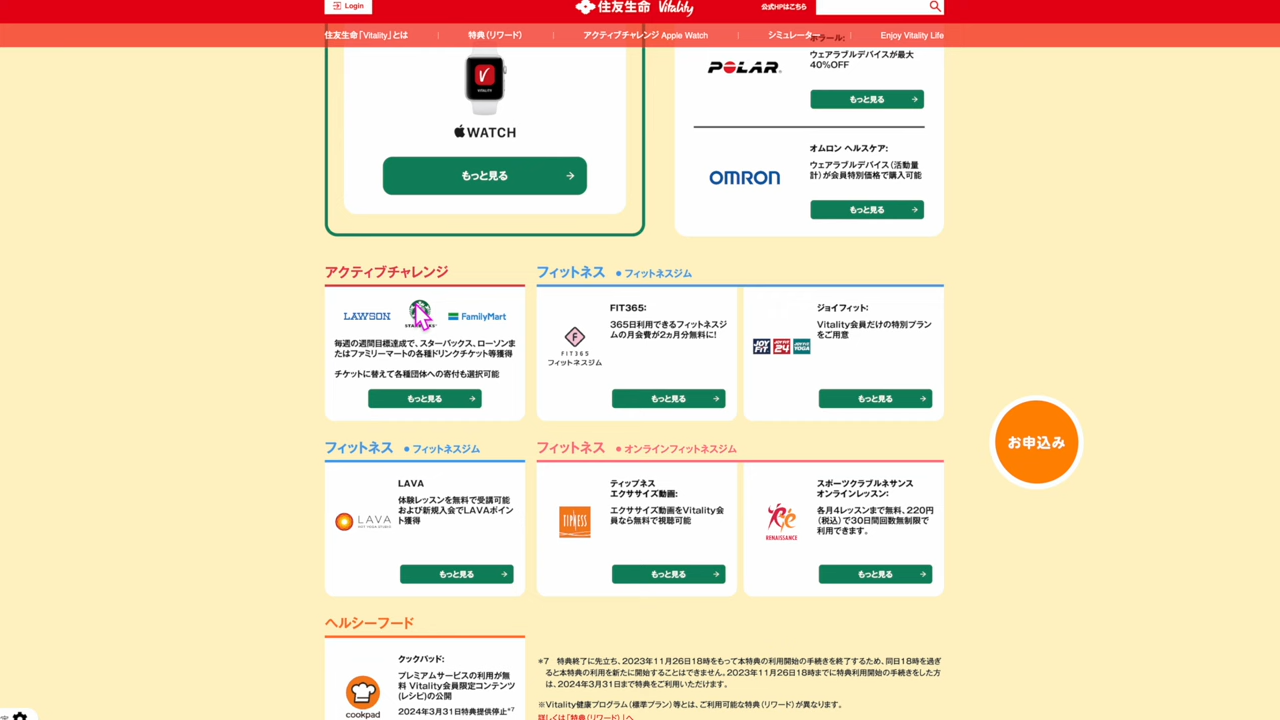 Login
住友生命 Vitality
公式HPはこちら
住友生命「Vitality」とは
特典（リワード）
アクティブチャレンジ Apple Watch
シミュレーター
Enjoy Vitality Life
VITALITY
WATCH
もっと見る
POLAR
ポラール:
ウェアラブルデバイスが最大
40%OFF
もっと見る
OMRON
オムロン ヘルスケア:
ウェアラブルデバイス（活動量
計）が会員特別価格で購入可能
もっと見る
アクティブチャレンジ
LAWSON
FamilyMart
毎週の週間目標達成で、スターバックス、ローソンま
たはファミリーマートの各種ドリンクチケット等獲得
チケットに替えて各種団体への寄付も選択可能
もっと見る
フィットネス ●フィットネスジム
FIT365
フィットネスジム
FIT365:
365日利用できるフィットネスジ
ムの月会費が2ヵ月分無料に!
もっと見る
JOY FIT
24
YOGA
ジョイフィット:
Vitality会員だけの特別プラン
をご用意
もっと見る
お申込み
フィットネス ●フィットネスジム
LAVA
LAVA
体験レッスンを無料で受講可能
および新規入会でLAVAポイン
ト獲得
もっと見る
フィットネス ●オンラインフィットネスジム
TIPNESS
ティップネス
エクササイズ動画:
エクササイズ動画をVitality会
員なら無料で視聴可能
もっと見る
RENAISSANCE
スポーツクラブルネサンス
オンラインレッスン:
各月4レッスンまで無料、220円
（税込）で30日間回数無制限で
利用できます。
もっと見る
ヘルシーフード
cookpad
クックパッド:
プレミアムサービスの利用が無
料 Vitality会員限定コンテンツ
(レシピ)の公開
2024年3月31日特典提供停止*7
*7 特典終了に先立ち、2023年11月26日18時をもって本特典の利用開始の手続きを終了するため、同日18時を過ぎ
ると本特典の利用を新たに開始することはできません。2023年11月26日18時までに特典利用開始の手続きをした方
は、2024年3月31日まで特典をご利用いただけます。
※Vitality健康プログラム（標準プラン）等とは、ご利用可能な特典（リワード）が異なります。
詳しくは「特典（リワード）」へ